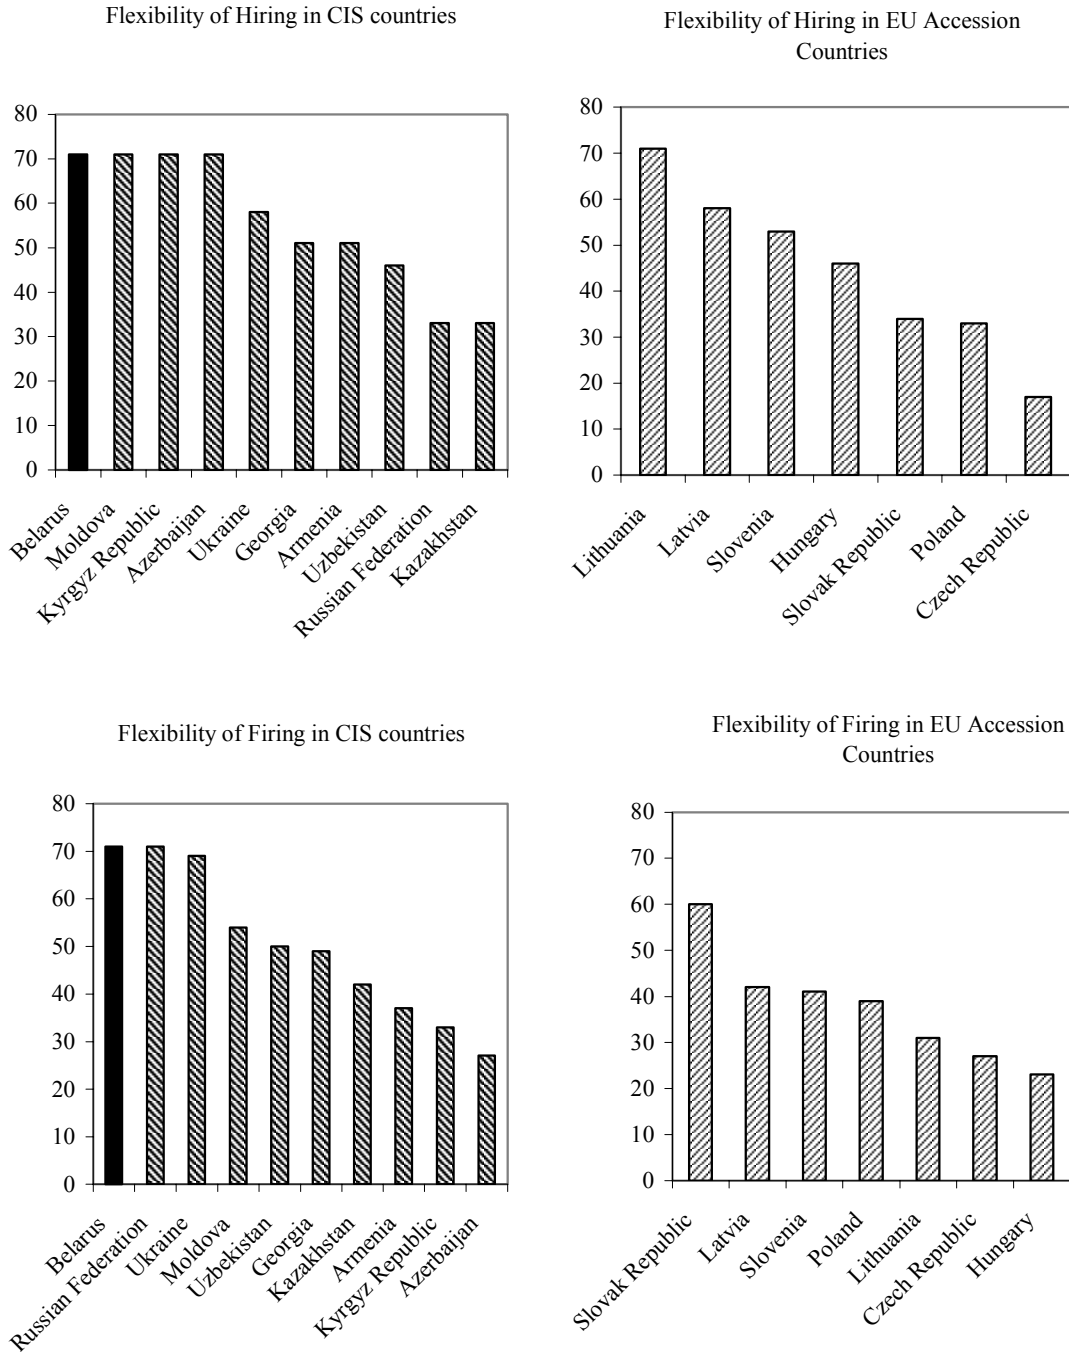 Flexibility of Hiring in CIS countries
80
70
60
50
40
30
20
10
0
Belarus
Moldova
Kyrgyz Republic
Azerbaijan
Ukraine
Georgia
Armenia
Uzbekistan
Russian Federation
Kazakhstan
Flexibility of Hiring in EU Accession
Countries
80
70
60
50
40
30
20
10
0
Lithuania
Latvia
Slovenia
Hungary
Slovak Republic
Poland
Czech Republic
Flexibility of Firing in CIS countries
80
70
60
50
40
30
20
10
0
Belarus
Russian Federation
Ukraine
Moldova
Uzbekistan
Georgia
Kazakhstan
Armenia
Kyrgyz Republic
Azerbaijan
Flexibility of Firing in EU Accession
Countries
80
70
60
50
40
30
20
10
0
Slovak Republic
Latvia
Slovenia
Poland
Lithuania
Czech Republic
Hungary